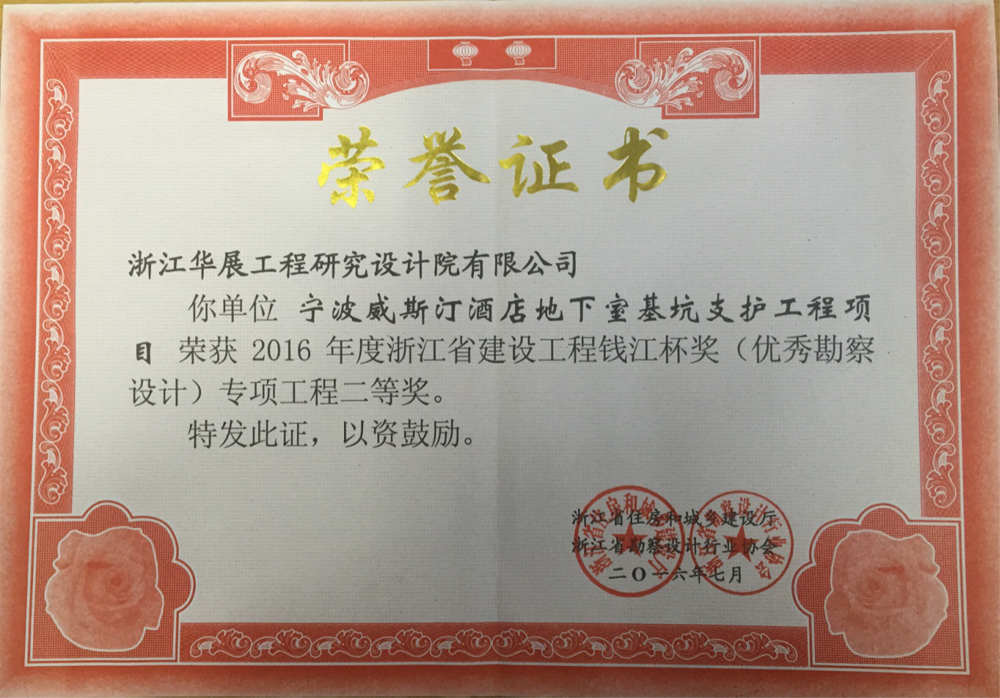 荣誉证书
浙江华展工程研究设计院有限公司
你单位 宁波威斯汀酒店地下室基坑支护工程项
目 荣获 2016 年度浙江省建设工程钱江杯奖（优秀勘察
设计）专项工程二等奖。
特发此证，以资鼓励。
浙江省住房和城乡建设厅
浙江省勘察设计行业协会
二〇一六年七月